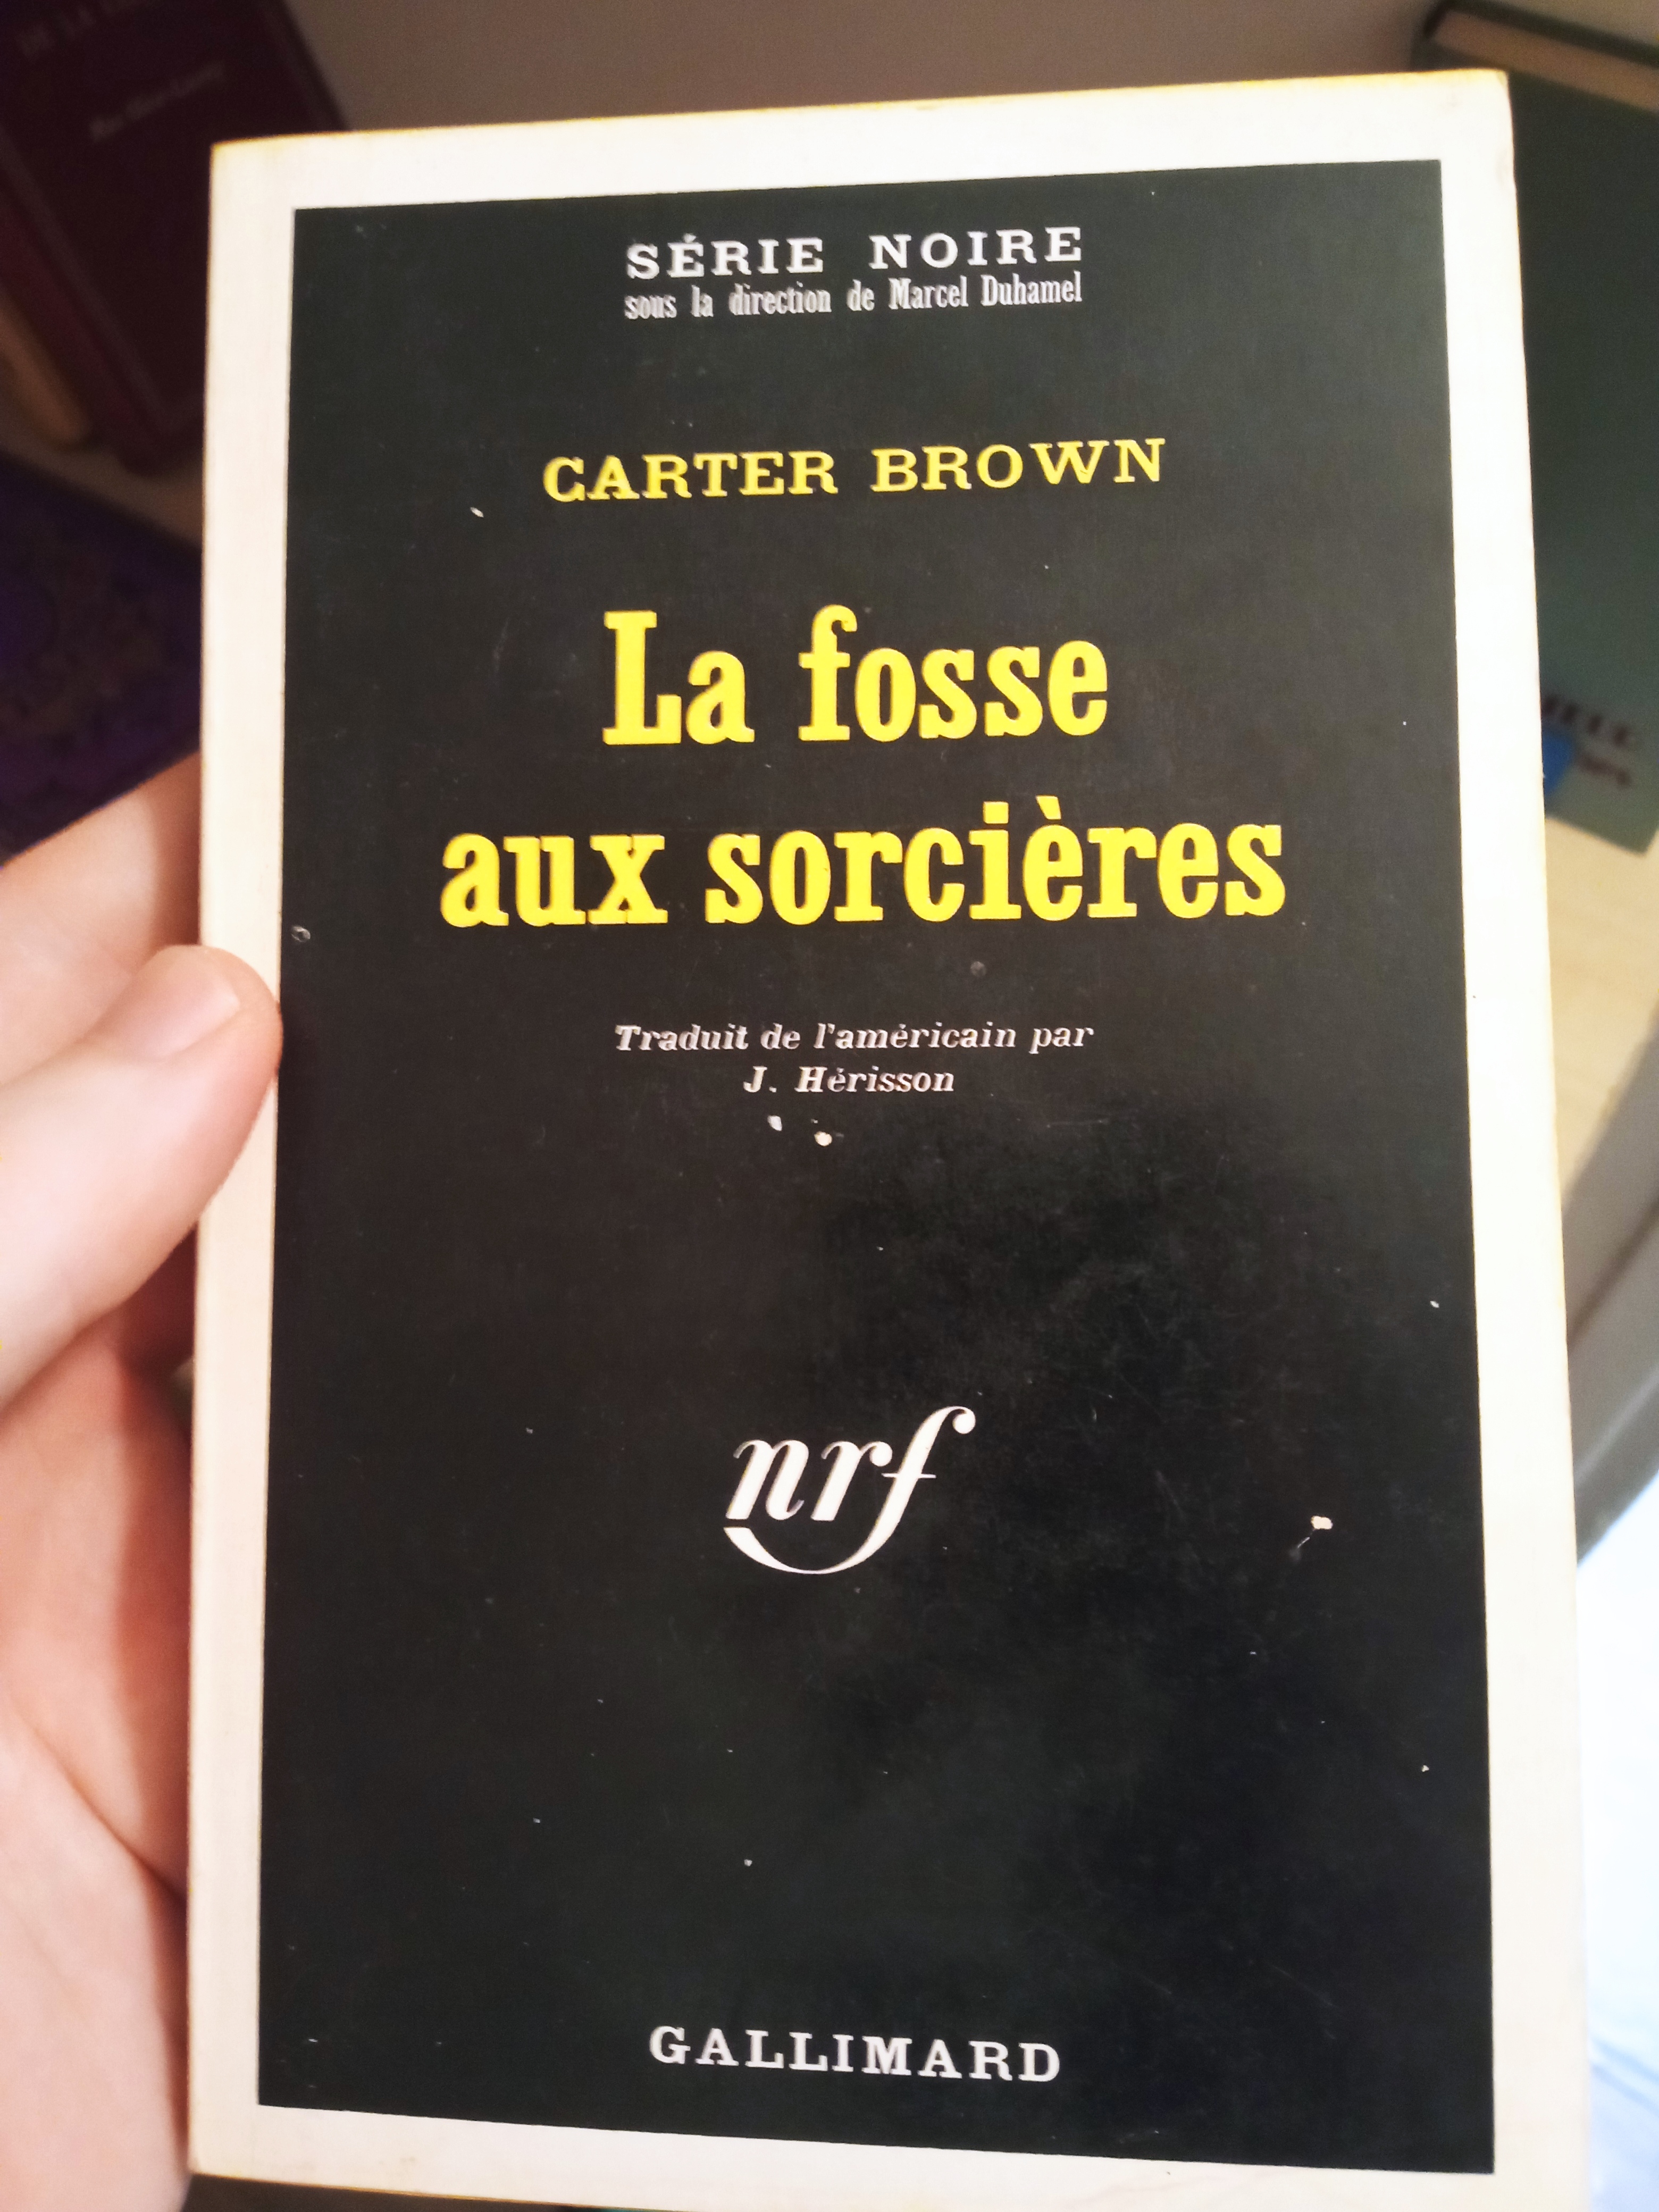 SÉRIE NOIRE
sous la direction de Marcel Duhamel
CARTER BROWN
La fosse
aux sorcières
Traduit de l'américain par
J. Hérisson
nrf
GALLIMARD